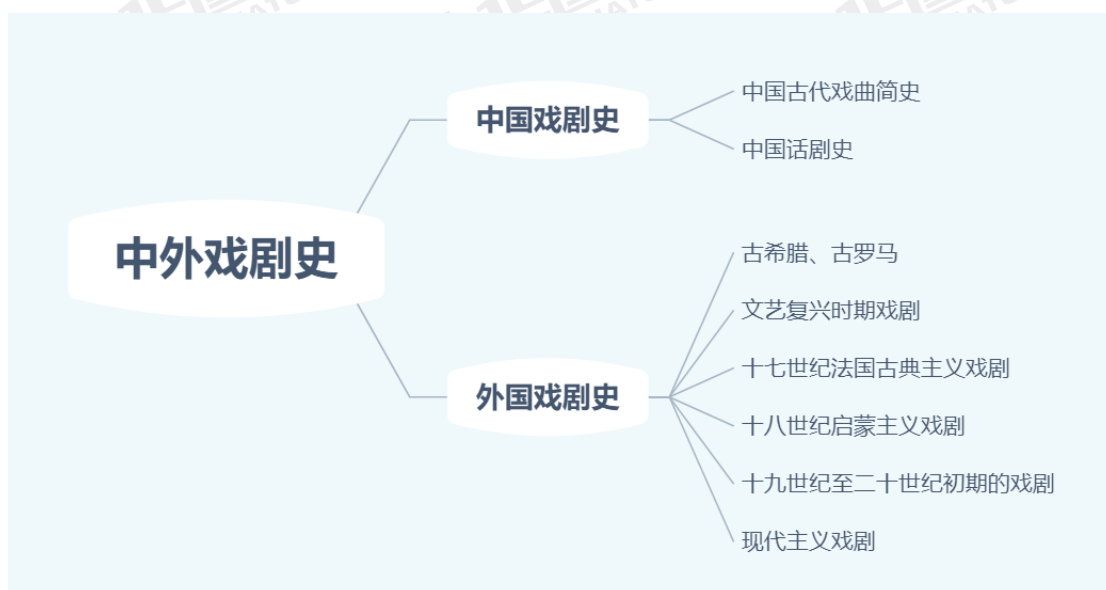 中外戏剧史
中国戏剧史
中国古代戏曲简史
中国话剧史
外国戏剧史
古希腊、古罗马
文艺复兴时期戏剧
十七世纪法国古典主义戏剧
十八世纪启蒙主义戏剧
十九世纪至二十世纪初期的戏剧
现代主义戏剧